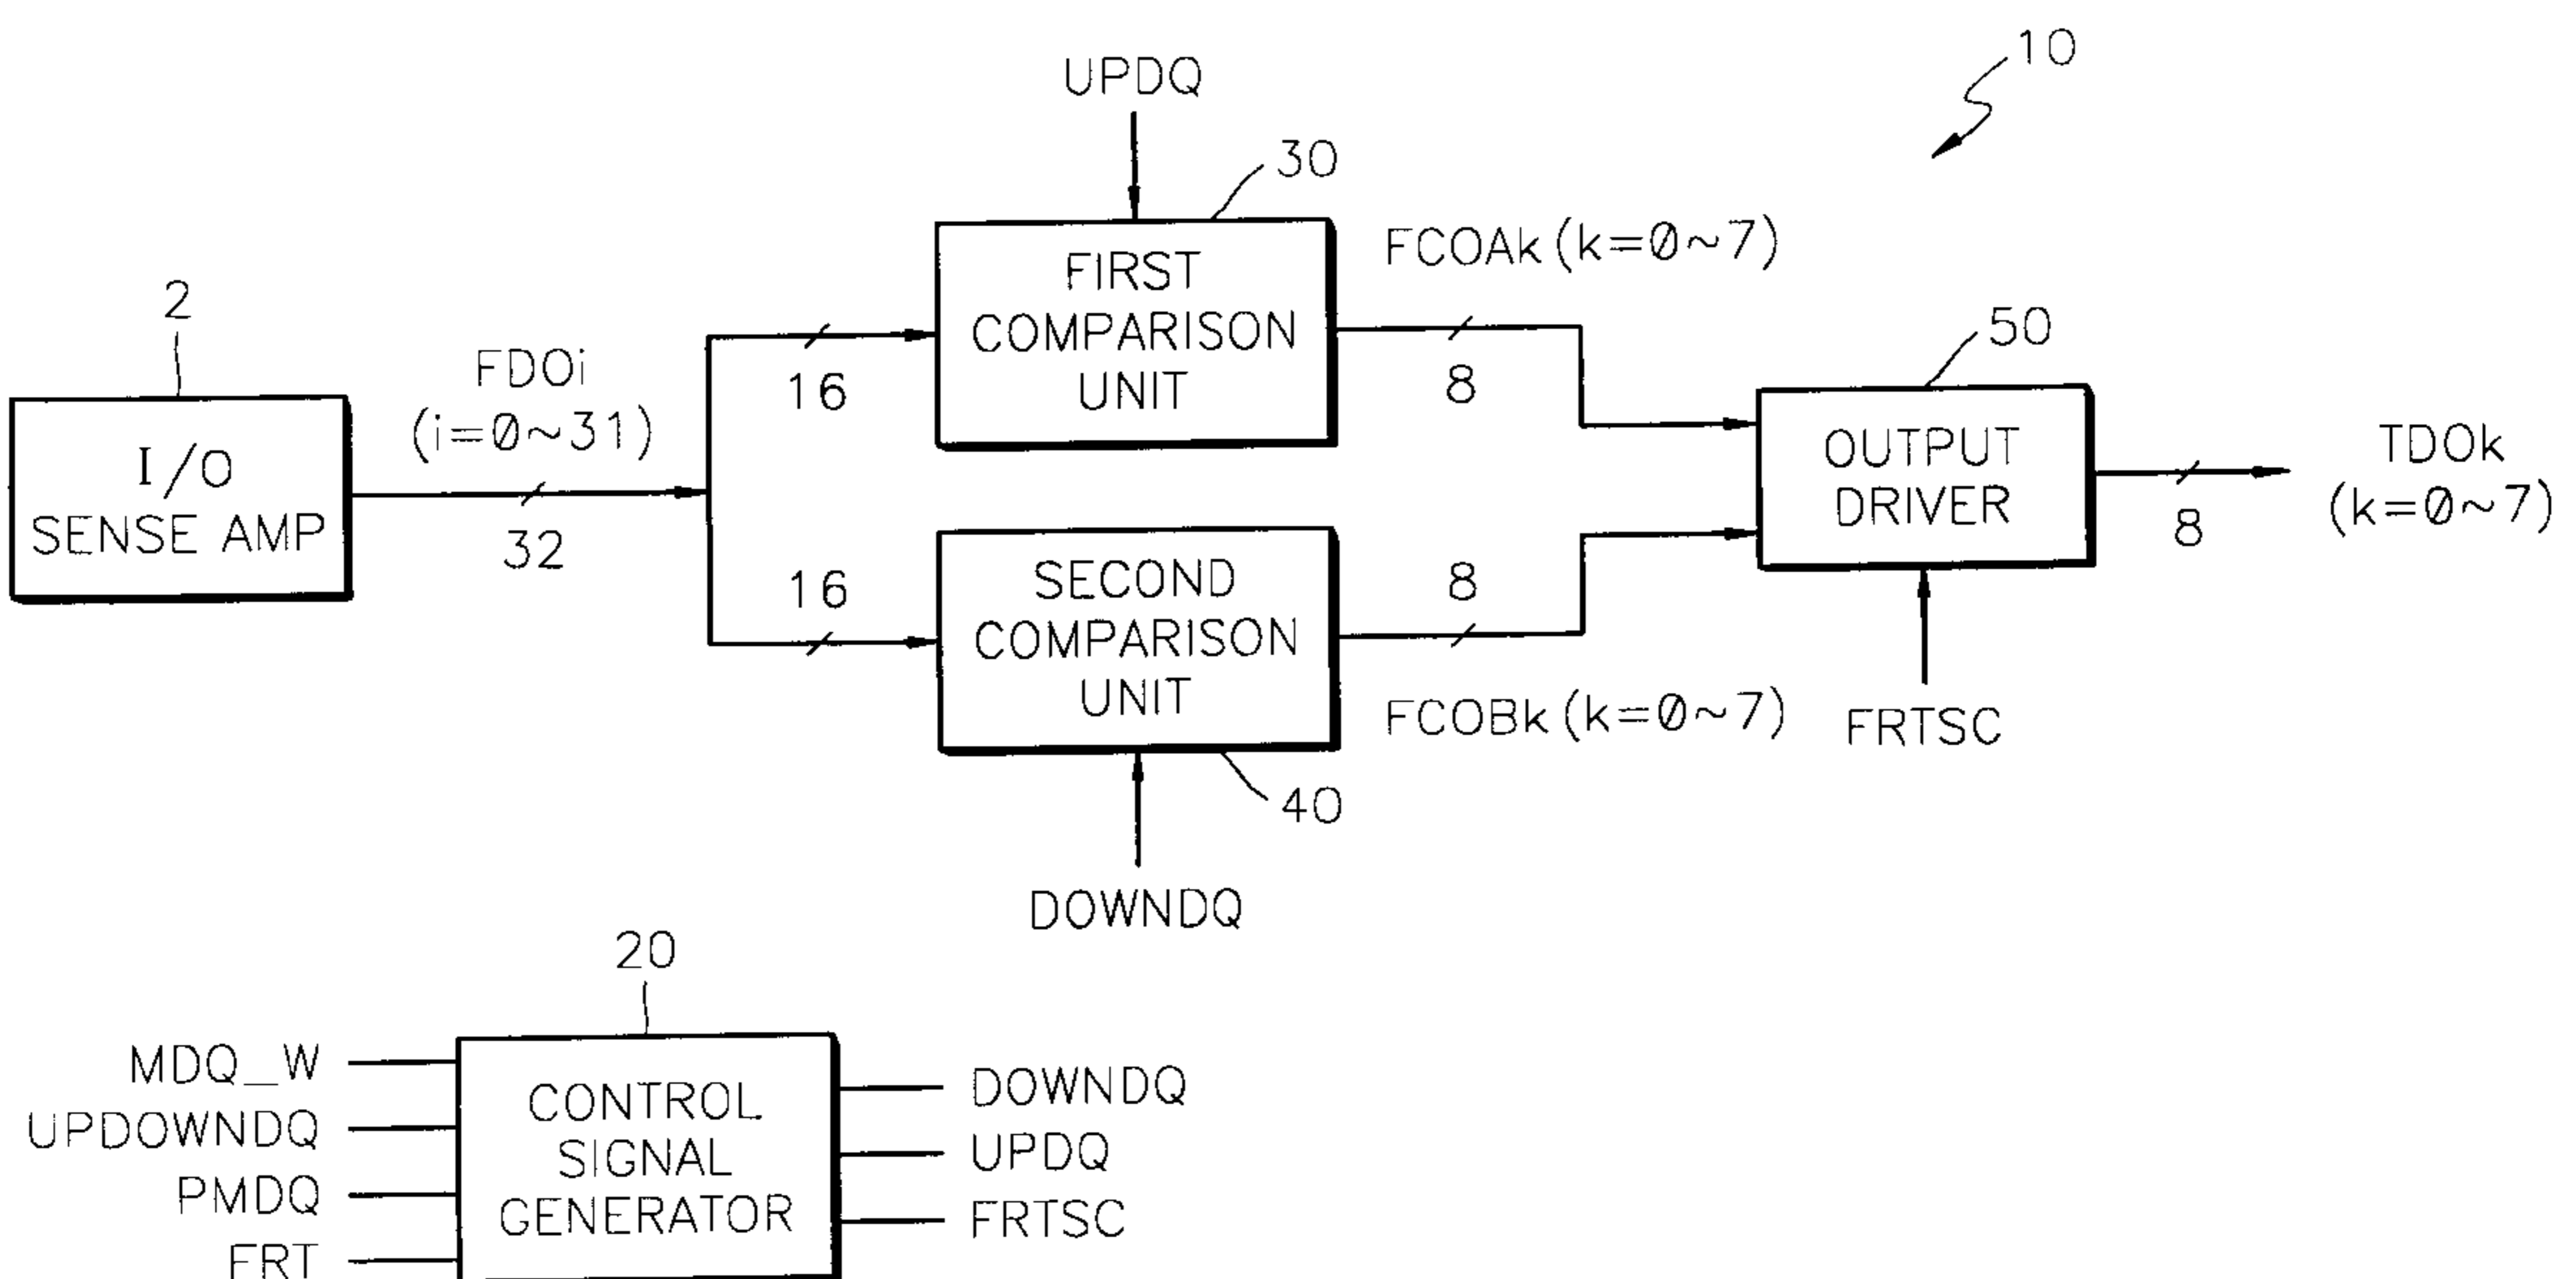 10
UPDQ
30
FIRST
COMPARISON
UNIT
FCOAk (k=0~7)
2
FDOi
(i=0~31)
16
8
50
I/O
SENSE AMP
32
OUTPUT
DRIVER
TDOk
(k=0~7)
8
16
SECOND
COMPARISON
UNIT
8
FCOBk (k=0~7)
FRTSC
40
DOWNDQ
20
MDQ_W
UPDOWNDQ
PMDQ
FRT
CONTROL
SIGNAL
GENERATOR
DOWNDQ
UPDQ
FRTSC